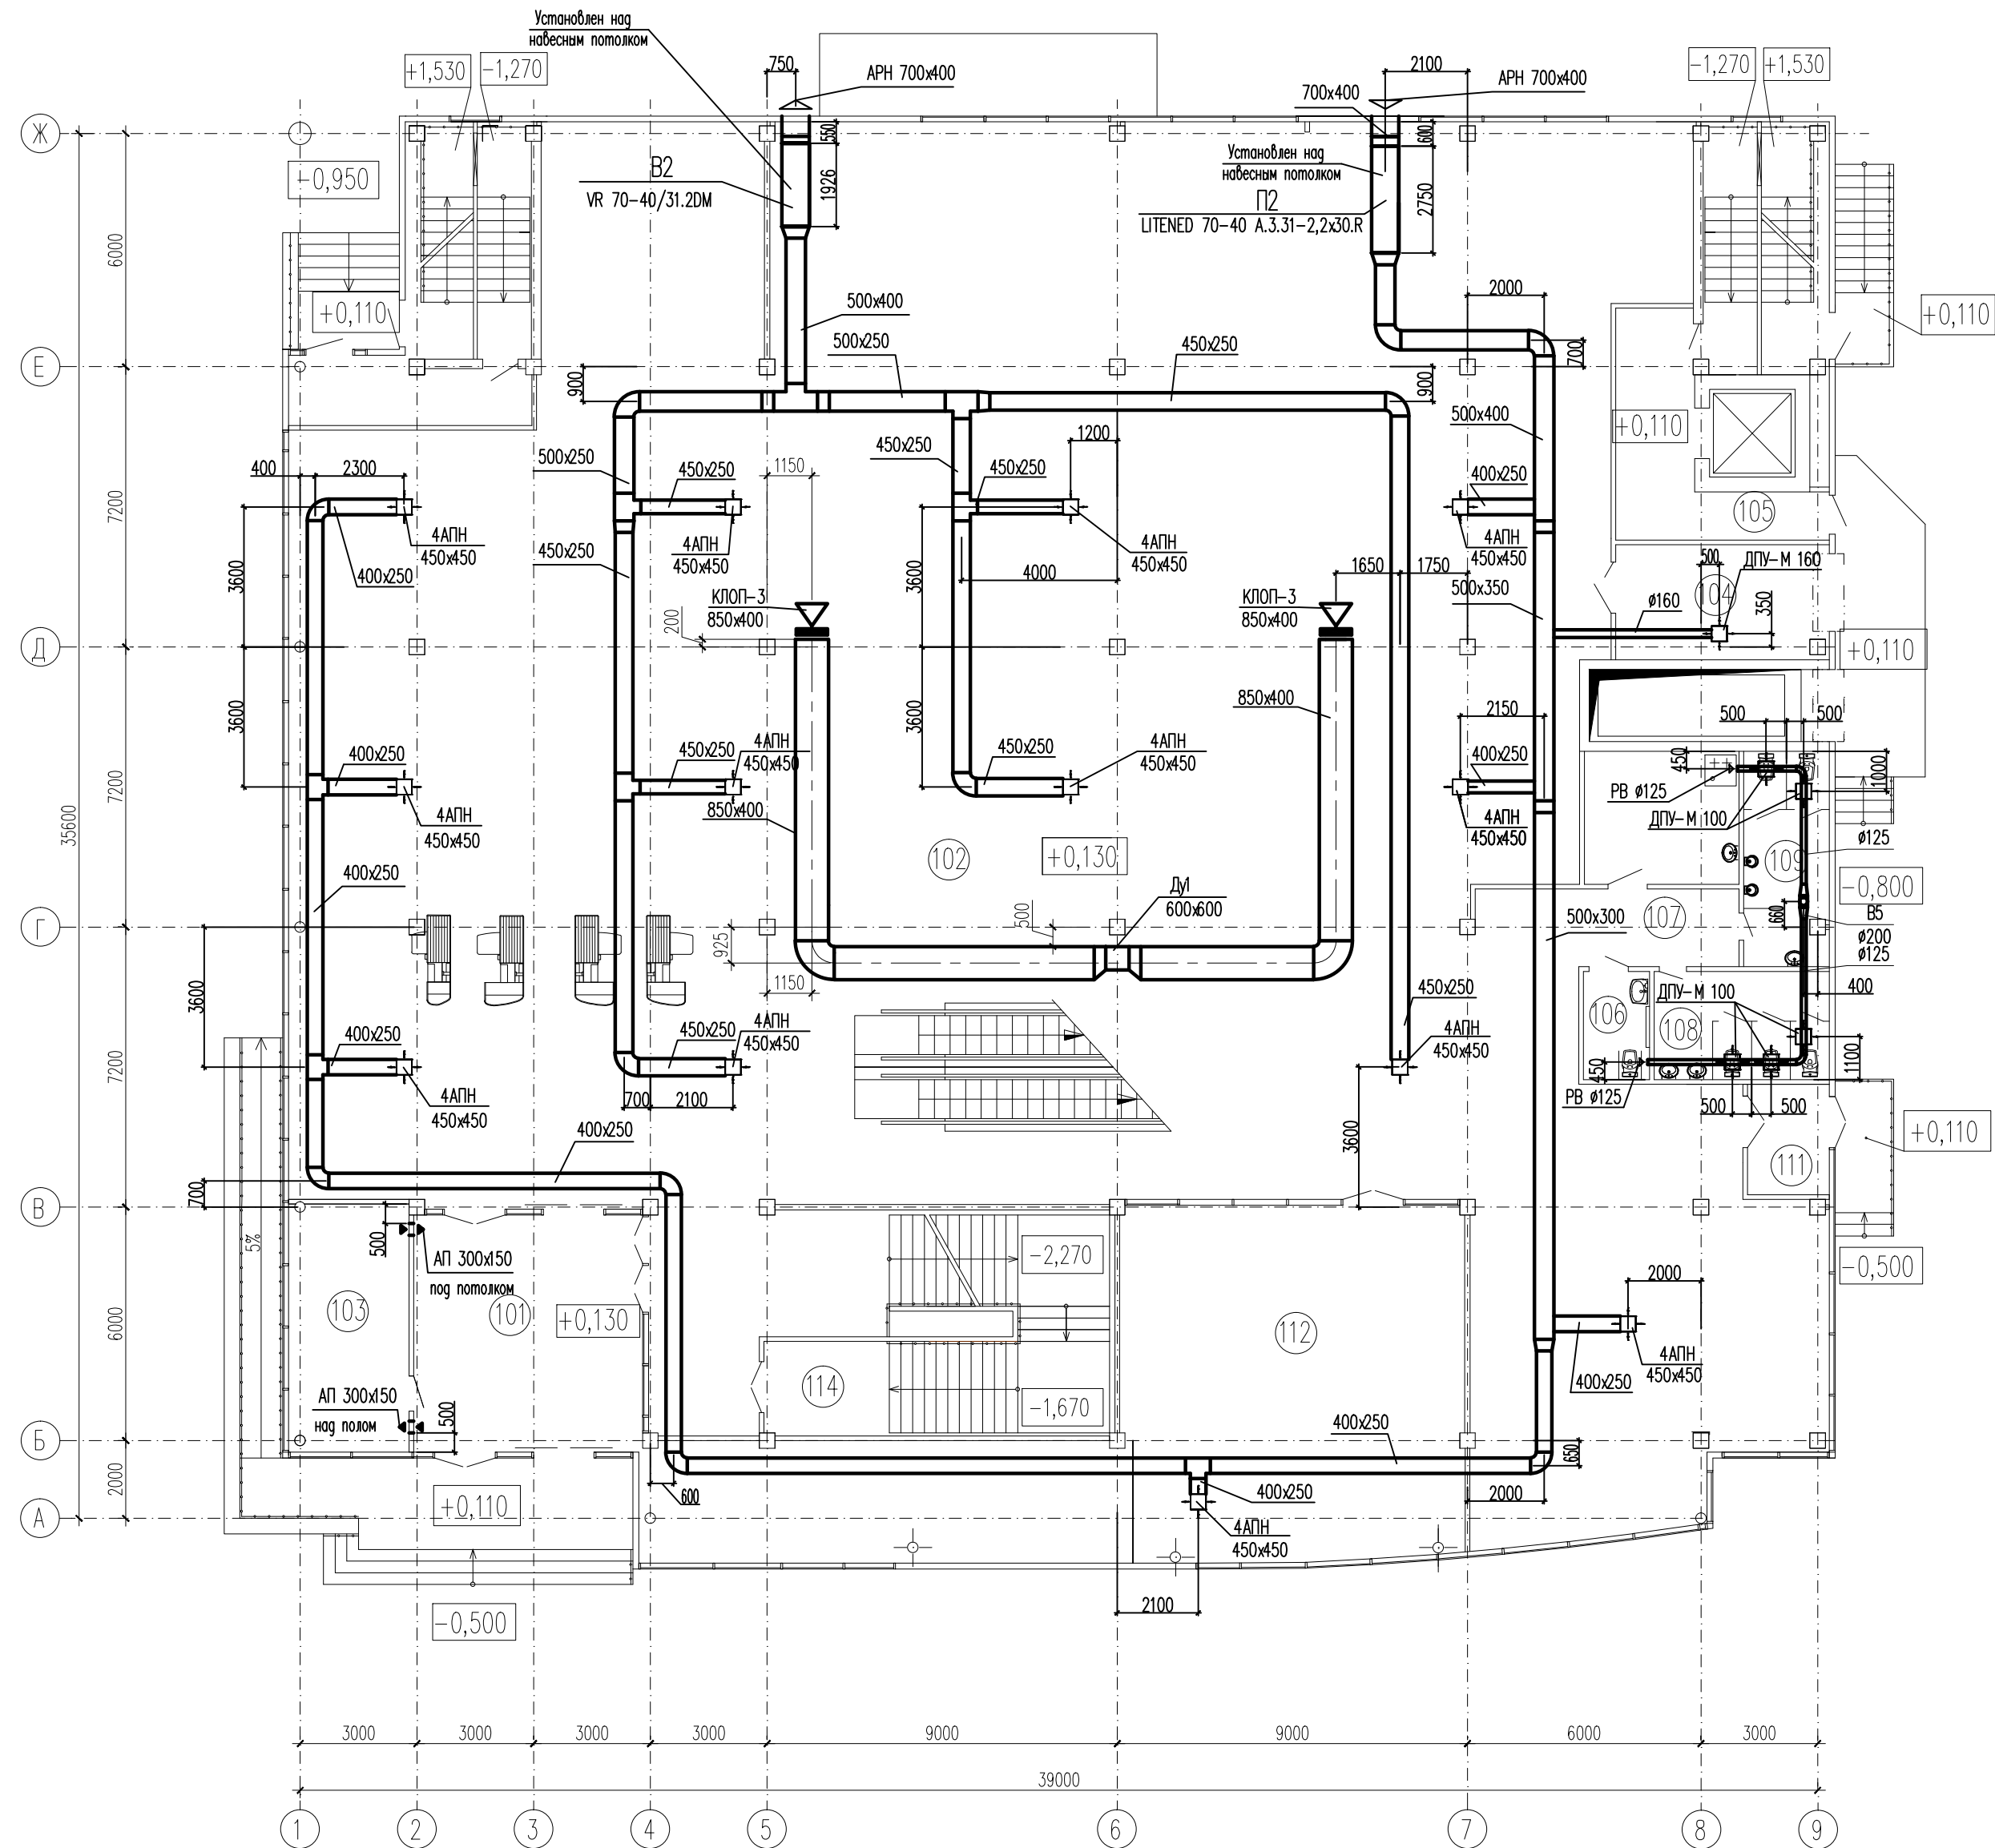 Установлен над
навесным потолком
+1,530
-1,270
750
АРН 700х400
2100
700х400
АРН 700х400
-1,270
+1,530
Ж
-0,950
550
В2
VR 70-40/31.2DM
1926
Установлен над
навесным потолком
600
П2
LITENED 70-40 A.3.31-2,2x30.R
2750
6000
+0,110
500х400
500х250
450х250
2000
+0,110
Е
900
900
700
500х400
+0,110
1200
400
2300
500х250
450х250
1150
450х250
450х250
400х250
7200
105
4АПН
450х450
4АПН
450х450
4АПН
450х450
4АПН
450х450
3600
400х250
450х250
3600
4000
1650
1750
500х350
500
ДПУ-М 160
104
КЛОП-3
850х400
КЛОП-3
850х400
ø160
350
200
Д
+0,110
3600
3600
850х400
2150
500
500
400х250
450х250
4АПН
450х450
450х250
4АПН
450х450
400х250
450
1000
7200
35600
4АПН
450х450
850х400
4АПН
450х450
РВ ø125
ДПУ-М 100
ø125
102
+0,130
109
400х250
-0,800
Ду1
600х600
107
500х300
660
В5
Г
500
925
ø200
ø125
1150
450х250
ДПУ-М 100
400
3600
106
108
7200
400х250
450х250
4АПН
450х450
4АПН
450х450
450
1100
4АПН
450х450
700
2100
РВ ø125
500
500
400х250
3600
+0,110
111
700
В
5%
500
АП 300х150
под потолком
-2,270
-0,500
2000
103
101
+0,130
112
6000
4АПН
450х450
400х250
АП 300х150
над полом
500
114
-1,670
400х250
Б
650
2000
600
400х250
2000
+0,110
А
4АПН
450х450
2100
-0,500
3000
3000
3000
3000
9000
9000
6000
3000
39000
1
2
3
4
5
6
7
8
9